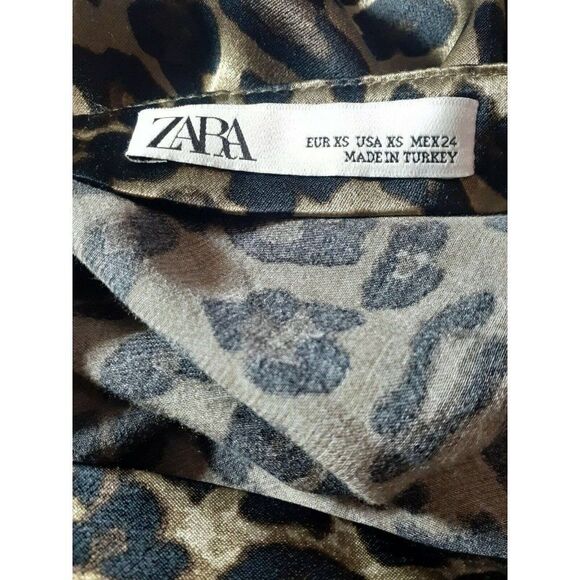 ZARA
EUR XS USA XS MEX 24
MADE IN TURKEY